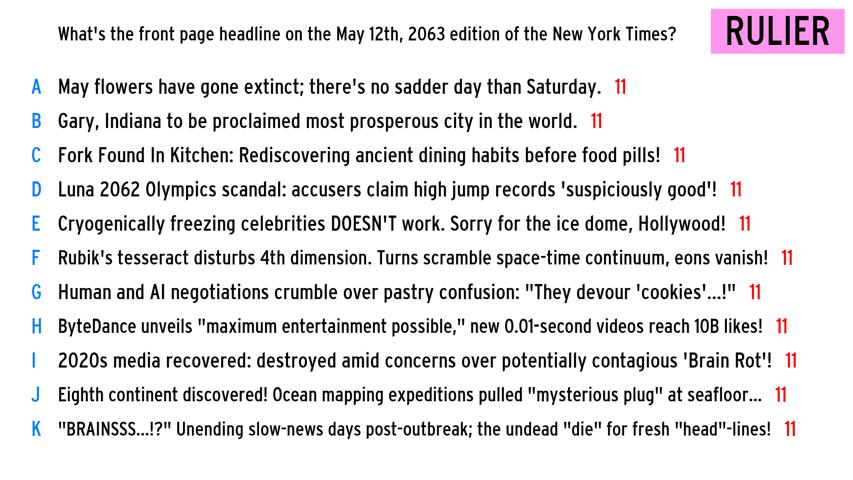 What's the front page headline on the May 12th, 2063 edition of the New York Times?
RULIER
A May flowers have gone extinct; there's no sadder day than Saturday. 11
B Gary, Indiana to be proclaimed most prosperous city in the world. 11
C Fork Found In Kitchen: Rediscovering ancient dining habits before food pills! 11
D Luna 2062 Olympics scandal: accusers claim high jump records 'suspiciously good'! 11
E Cryogenically freezing celebrities DOESN'T work. Sorry for the ice dome, Hollywood! 11
F Rubik's tesseract disturbs 4th dimension. Turns scramble space-time continuum, eons vanish! 11
G Human and AI negotiations crumble over pastry confusion: "They devour 'cookies'...!" 11
H ByteDance unveils "maximum entertainment possible," new 0.01-second videos reach 10B likes! 11
I 2020s media recovered: destroyed amid concerns over potentially contagious 'Brain Rot'! 11
J Eighth continent discovered! Ocean mapping expeditions pulled "mysterious plug" at seafloor... 11
K "BRAINSSS...!?" Unending slow-news days post-outbreak; the undead "die" for fresh "head"-lines! 11